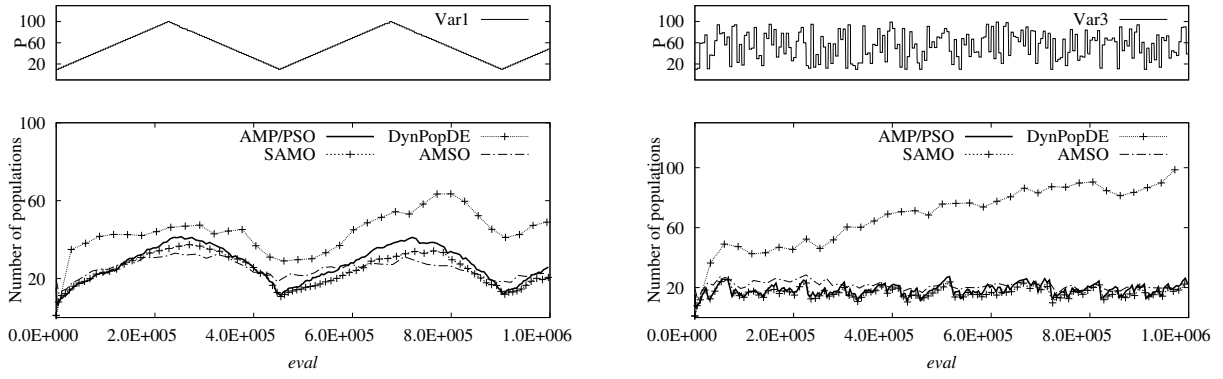 P
100
60
20
Var1
Number of populations
100
60
20
AMP/PSO
SAMO
DynPopDE
AMSO
0.0E+000 2.0E+005 4.0E+005 6.0E+005 8.0E+005 1.0E+006
eval
P
100
60
20
Var3
Number of populations
100
60
20
AMP/PSO
SAMO
DynPopDE
AMSO
0.0E+000 2.0E+005 4.0E+005 6.0E+005 8.0E+005 1.0E+006
eval